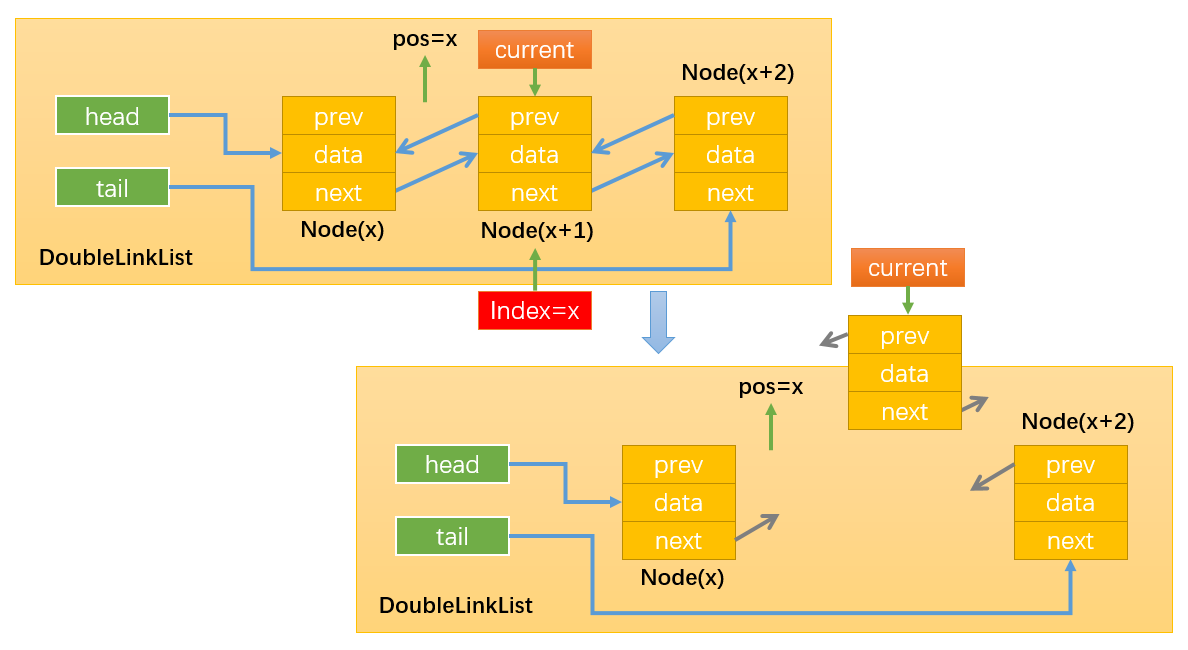 pos=x
current
Node(x+2)
head
prev
prev
prev
data
data
data
tail
next
next
next
Node(x)
Node(x+1)
DoubleLinkList
current
Index=x
prev
data
pos=x
next
Node(x+2)
head
prev
prev
data
data
tail
next
next
Node(x)
DoubleLinkList